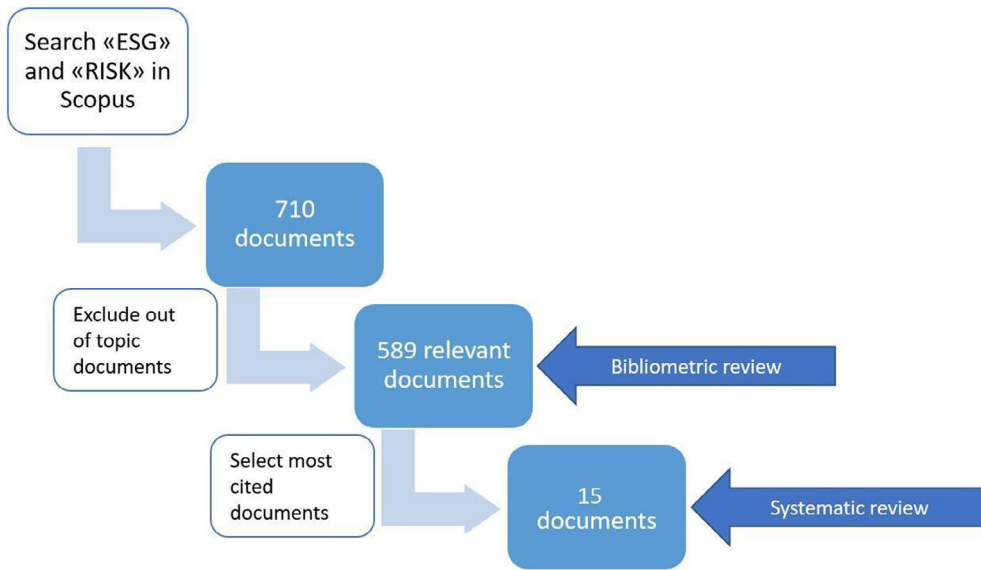 Search «ESG»
and «RISK» in
Scopus
710
documents
Exclude out
of topic
documents
589 relevant
documents
Bibliometric review
Select most
cited
documents
15
documents
Systematic review